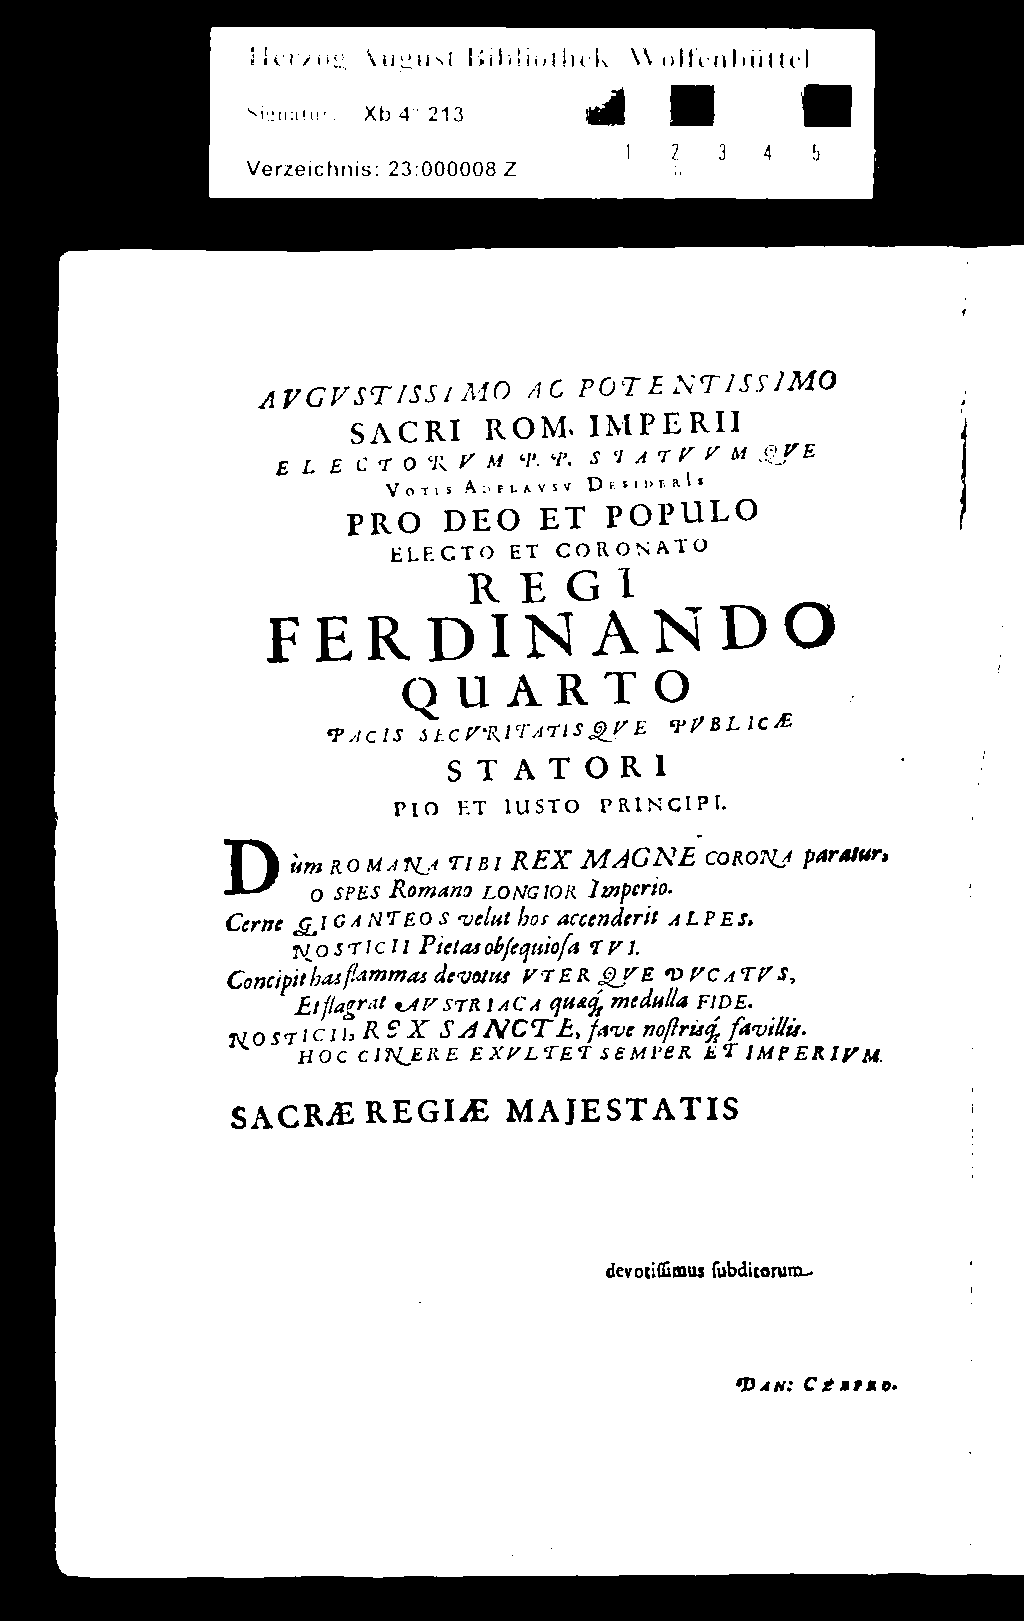 Herzog August Bibliothek Wolfenbüttel
Signatur: Xb 4° 213
1 2 3 4 5
Verzeichnis: 23:000008 Z
AVGVSTISSIMO AC POTENTISSIMO
SACRI ROM. IMPERII
ELECTORVM P. P. STATVVMQVE
VOTIS ADPLAVSV DESIDERIS
PRO DEO ET POPULO
ELECTO ET CORONATO
REGI
FERDINANDO
QUARTO
PACIS SECVRITATISQVE PVBLICÆ
STATORI
PIO ET IUSTO PRINCIPI.
Dùm ROMANA TIBI REX MAGNE CORONA paratur,
O SPES Romano LONGIOR Imperio.
Cerne GIGANTEOS velut hos accenderit ALPES,
NOSTICII Pietas obſequioſa TVI.
Concipit has flammas devotus VTERQVE DVCATVS,
Et flagrat AVSTRIACA quæq́; medulla FIDE.
NOSTICII, REX SANCTE, fave noſtrisq́; favillis.
HOC CINERE EXVLTET SEMPER ET IMPERIVM.
SACRÆ REGIÆ MAJESTATIS
devotiſſimus ſubditorum
DAN: CZEPKO.